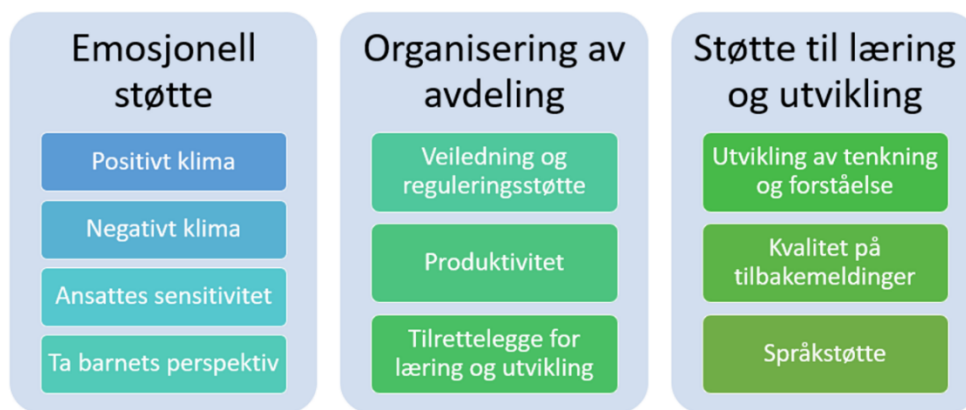 Emosjonell
støtte
Positivt klima
Negativt klima
Ansattes sensitivitet
Ta barnets perspektiv
Organisering av
avdeling
Veiledning og
reguleringsstøtte
Produktivitet
Tilrettelegge for
læring og utvikling
Støtte til læring
og utvikling
Utvikling av tenkning
og forståelse
Kvalitet på
tilbakemeldinger
Språkstøtte